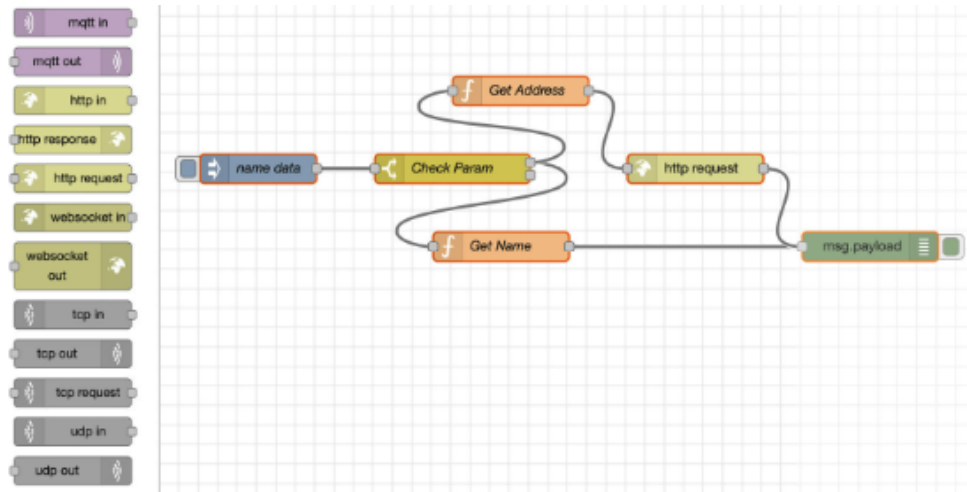 mqtt in
mqtt out
http in
http response
http request
websocket in
websocket
out
tcp in
tcp out
tcp request
udp in
udp out
Get Address
name data
Check Param
http request
Get Name
msg.payload